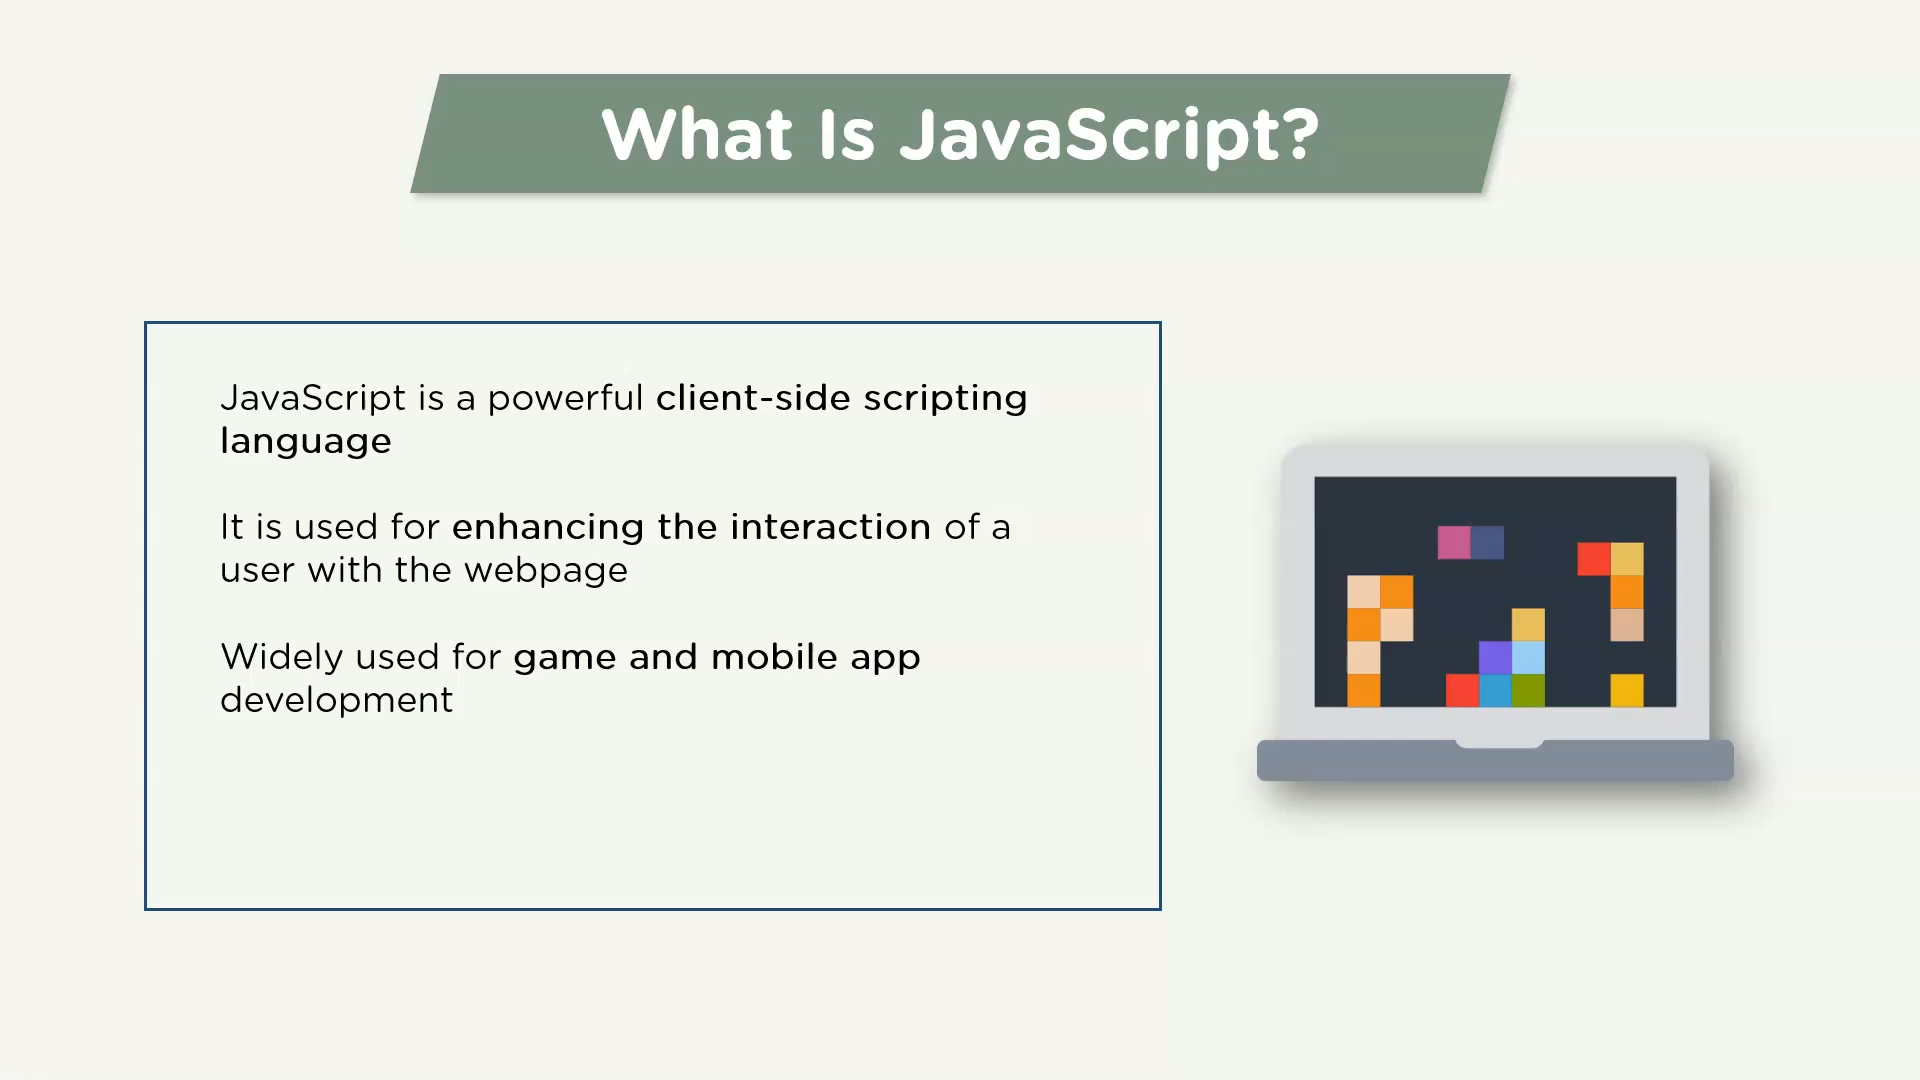 What Is JavaScript?
JavaScript is a powerful client-side scripting
language
It is used for enhancing the interaction of a
user with the webpage
Widely used for game and mobile app
development